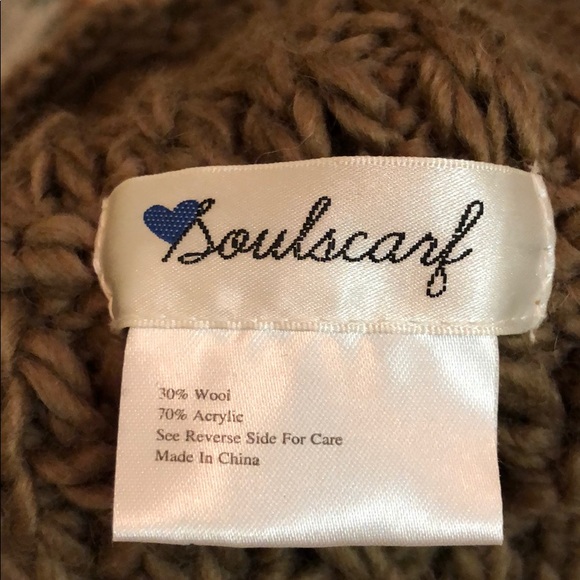 Soulscarf
30% Wool
70% Acrylic
See Reverse Side For Care
Made In China